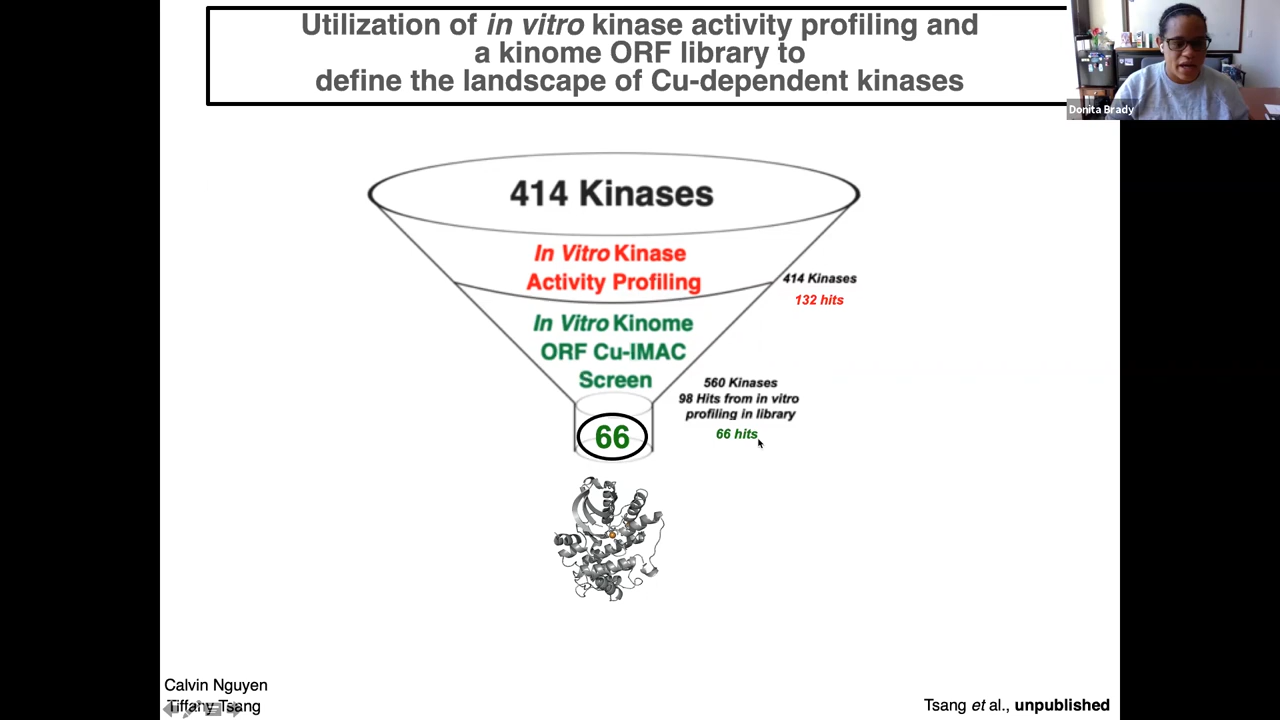 Utilization of in vitro kinase activity profiling and
a kinome ORF library to
define the landscape of Cu-dependent kinases
Donita Brady
414 Kinases
In Vitro Kinase
Activity Profiling
414 Kinases
132 hits
In Vitro Kinome
ORF Cu-IMAC
Screen
560 Kinases
98 Hits from in vitro
profiling in library
66 hits
66
Calvin Nguyen
Tiffany Tsang
Tsang et al., unpublished